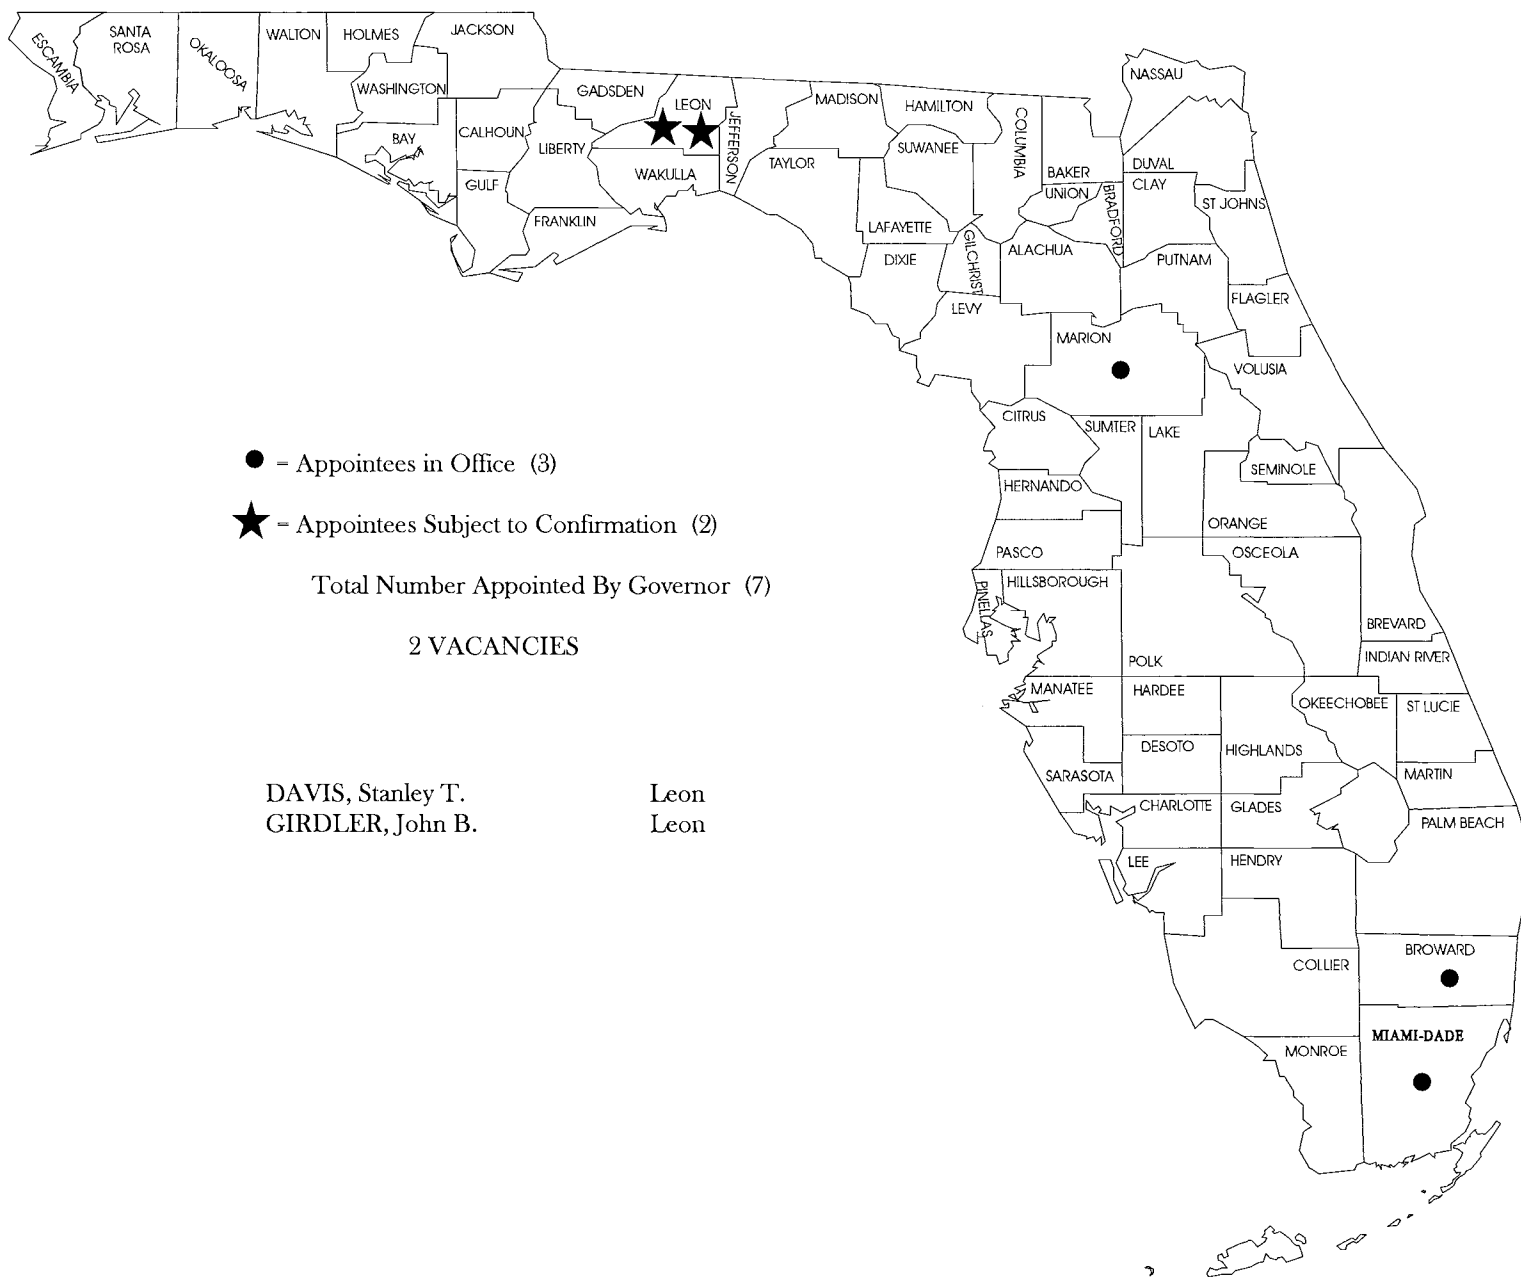 ESCAMBIA
SANTA
ROSA
OKALOOSA
WALTON
HOLMES
JACKSON
WASHINGTON
BAY
CALHOUN
GULF
GADSDEN
LIBERTY
FRANKLIN
LEON
WAKULLA
JEFFERSON
MADISON
TAYLOR
HAMILTON
SUWANEE
LAFAYETTE
DIXIE
COLUMBIA
GILCHRIST
LEVY
BAKER
UNION
BRADFORD
ALACHUA
NASSAU
DUVAL
CLAY
ST JOHNS
PUTNAM
FLAGLER
MARION
VOLUSIA
CITRUS
SUMTER
LAKE
SEMINOLE
HERNANDO
ORANGE
PASCO
OSCEOLA
PINELLAS
HILLSBOROUGH
POLK
BREVARD
INDIAN RIVER
MANATEE
HARDEE
OKEECHOBEE
ST LUCIE
DESOTO
HIGHLANDS
SARASOTA
MARTIN
CHARLOTTE
GLADES
PALM BEACH
LEE
HENDRY
BROWARD
COLLIER
MIAMI-DADE
MONROE
= Appointees in Office (3)
= Appointees Subject to Confirmation (2)
Total Number Appointed By Governor (7)
2 VACANCIES
DAVIS, Stanley T. Leon
GIRDLER, John B. Leon